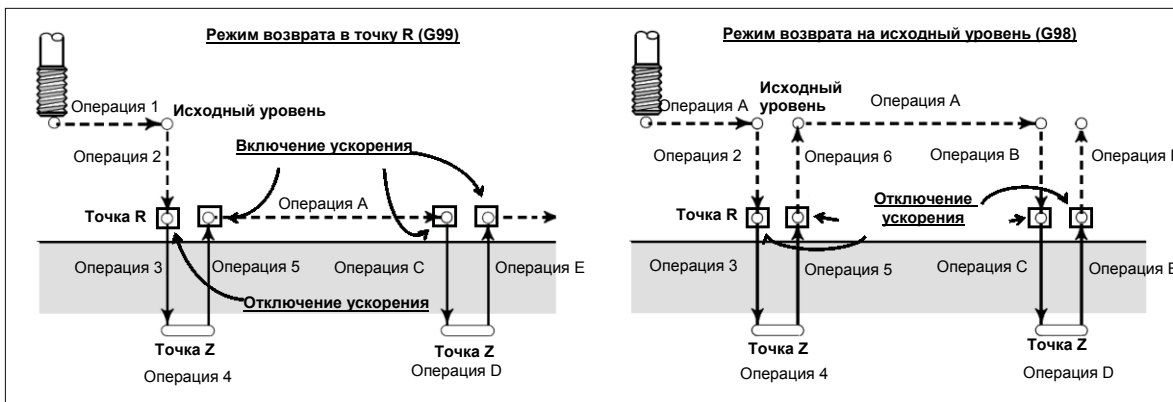 Режим возврата в точку R (G99)
Операция 1
Исходный уровень
Операция 2
Включение ускорения
Операция A
Точка R
Операция 3
Операция 5
Операция C
Операция E
Отключение ускорения
Точка Z
Операция 4
Точка Z
Операция D
Режим возврата на исходный уровень (G98)
Операция A
Исходный
уровень
Операция A
Операция 2
Операция 6
Операция B
Операция
Точка R
Отключение
ускорения
Операция 3
Операция 5
Операция C
Операция E
Точка Z
Операция 4
Точка Z
Операция D